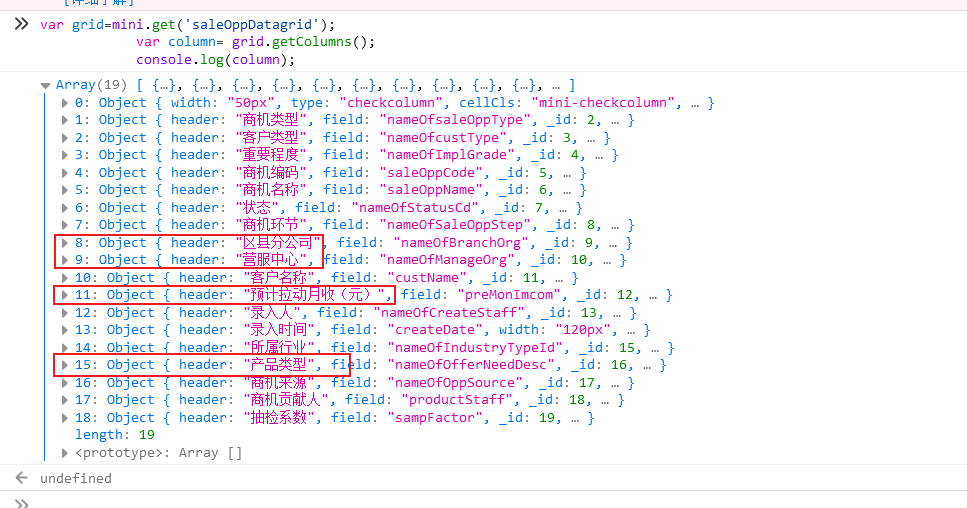 [详细了解]
var grid=mini.get('saleOppDatagrid');
var column= grid.getColumns();
console.log(column);
Array(19) [ {…}, {…}, {…}, {…}, {…}, {…}, {…}, {…}, {…}, {…}, … ]
0: Object { width: "50px", type: "checkcolumn", cellCls: "mini-checkcolumn", … }
1: Object { header: "商机类型", field: "nameOfsaleOppType", _id: 2, … }
2: Object { header: "客户类型", field: "nameOfcustType", _id: 3, … }
3: Object { header: "重要程度", field: "nameOfImplGrade", _id: 4, … }
4: Object { header: "商机编码", field: "saleOppCode", _id: 5, … }
5: Object { header: "商机名称", field: "saleOppName", _id: 6, … }
6: Object { header: "状态", field: "nameOfStatusCd", _id: 7, … }
7: Object { header: "商机环节", field: "nameOfSaleOppStep", _id: 8, … }
8: Object { header: "区县分公司", field: "nameOfBranchOrg", _id: 9, … }
9: Object { header: "营服中心", field: "nameOfManageOrg", _id: 10, … }
10: Object { header: "客户名称", field: "custName", _id: 11, … }
11: Object { header: "预计拉动月收（元）", field: "preMonImcom", _id: 12, … }
12: Object { header: "录入人", field: "nameOfCreateStaff", _id: 13, … }
13: Object { header: "录入时间", field: "createDate", width: "120px", … }
14: Object { header: "所属行业", field: "nameOfIndustryTypeId", _id: 15, … }
15: Object { header: "产品类型", field: "nameOfOfferNeedDesc", _id: 16, … }
16: Object { header: "商机来源", field: "nameOfOppSource", _id: 17, … }
17: Object { header: "商机贡献人", field: "productStaff", _id: 18, … }
18: Object { header: "抽检系数", field: "sampFactor", _id: 19, … }
length: 19
<prototype>: Array []
undefined